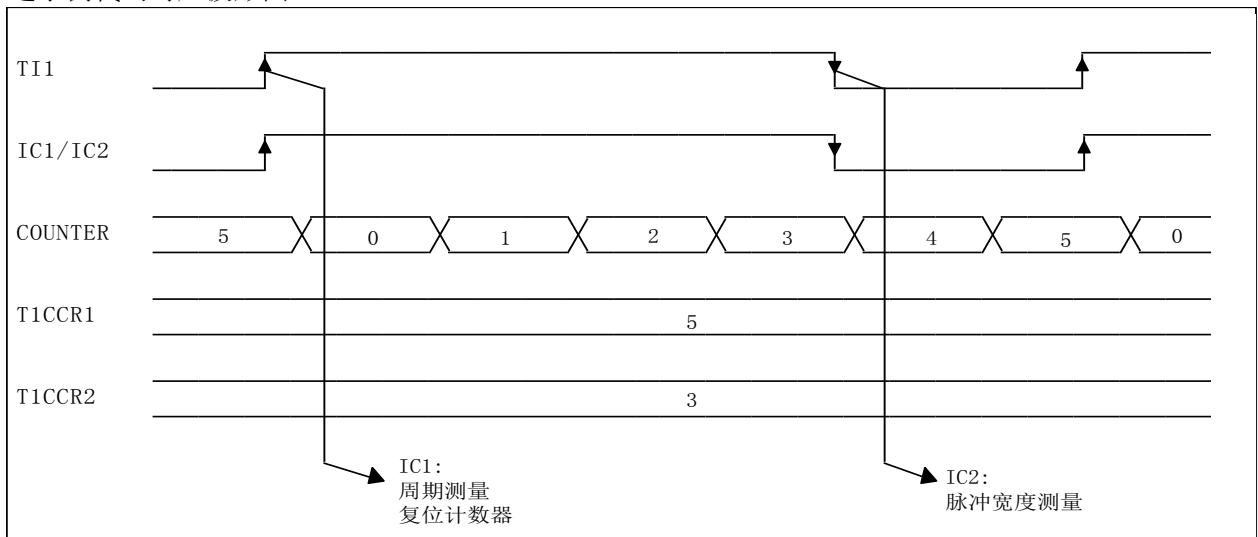 TI1
IC1/IC2
COUNTER 5 0 1 2 3 4 5 0
T1CCR1 5
T1CCR2 3
IC1:
周期测量
复位计数器
IC2:
脉冲宽度测量